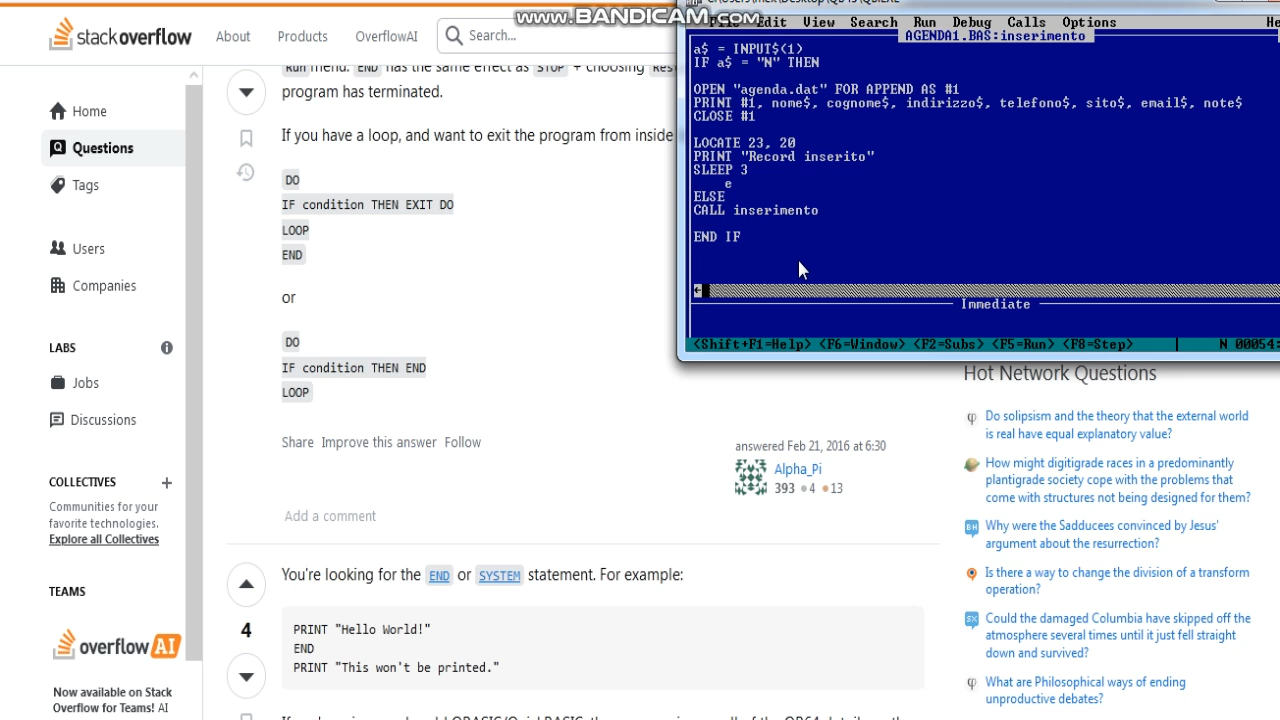 www.BANDICAM.com
stackoverflow
About Products OverflowAI Search...
Home
Questions
Tags
Users
Companies
LABS
Jobs
Discussions
COLLECTIVES
Communities for your
favorite technologies.
Explore all Collectives
TEAMS
overflow AI
Now available on Stack
Overflow for Teams! AI
Run menu. END has the same effect as STOP + choosing
program has terminated.
If you have a loop, and want to exit the program from inside
DO
IF condition THEN EXIT DO
LOOP
END
or
DO
IF condition THEN END
LOOP
Share Improve this answer Follow
answered Feb 21, 2016 at 6:30
Alpha_Pi
393 4 13
Add a comment
You're looking for the END or SYSTEM statement. For example:
4
PRINT "Hello World!"
END
PRINT "This won't be printed."
File Edit View Search Run Debug Calls Options
AGENDA1.BAS:inserimento
a$ = INPUT$(1)
IF a$ = "N" THEN
OPEN "agenda.dat" FOR APPEND AS #1
PRINT #1, nome$, cognome$, indirizzo$, telefono$, sito$, email$, note$
CLOSE #1
LOCATE 23, 20
PRINT "Record inserito"
SLEEP 3
e
ELSE
CALL inserimento
END IF
Immediate
<Shift+F1=Help> <F6=Window> <F2=Subs> <F5=Run> <F8=Step> N 00054:
Hot Network Questions
Do solipsism and the theory that the external world
is real have equal explanatory value?
How might digitigrade races in a predominantly
plantigrade society cope with the problems that
come with structures not being designed for them?
Why were the Sadducees convinced by Jesus'
argument about the resurrection?
Is there a way to change the division of a transform
operation?
Could the damaged Columbia have skipped off the
atmosphere several times until it just fell straight
down and survived?
What are Philosophical ways of ending
unproductive debates?